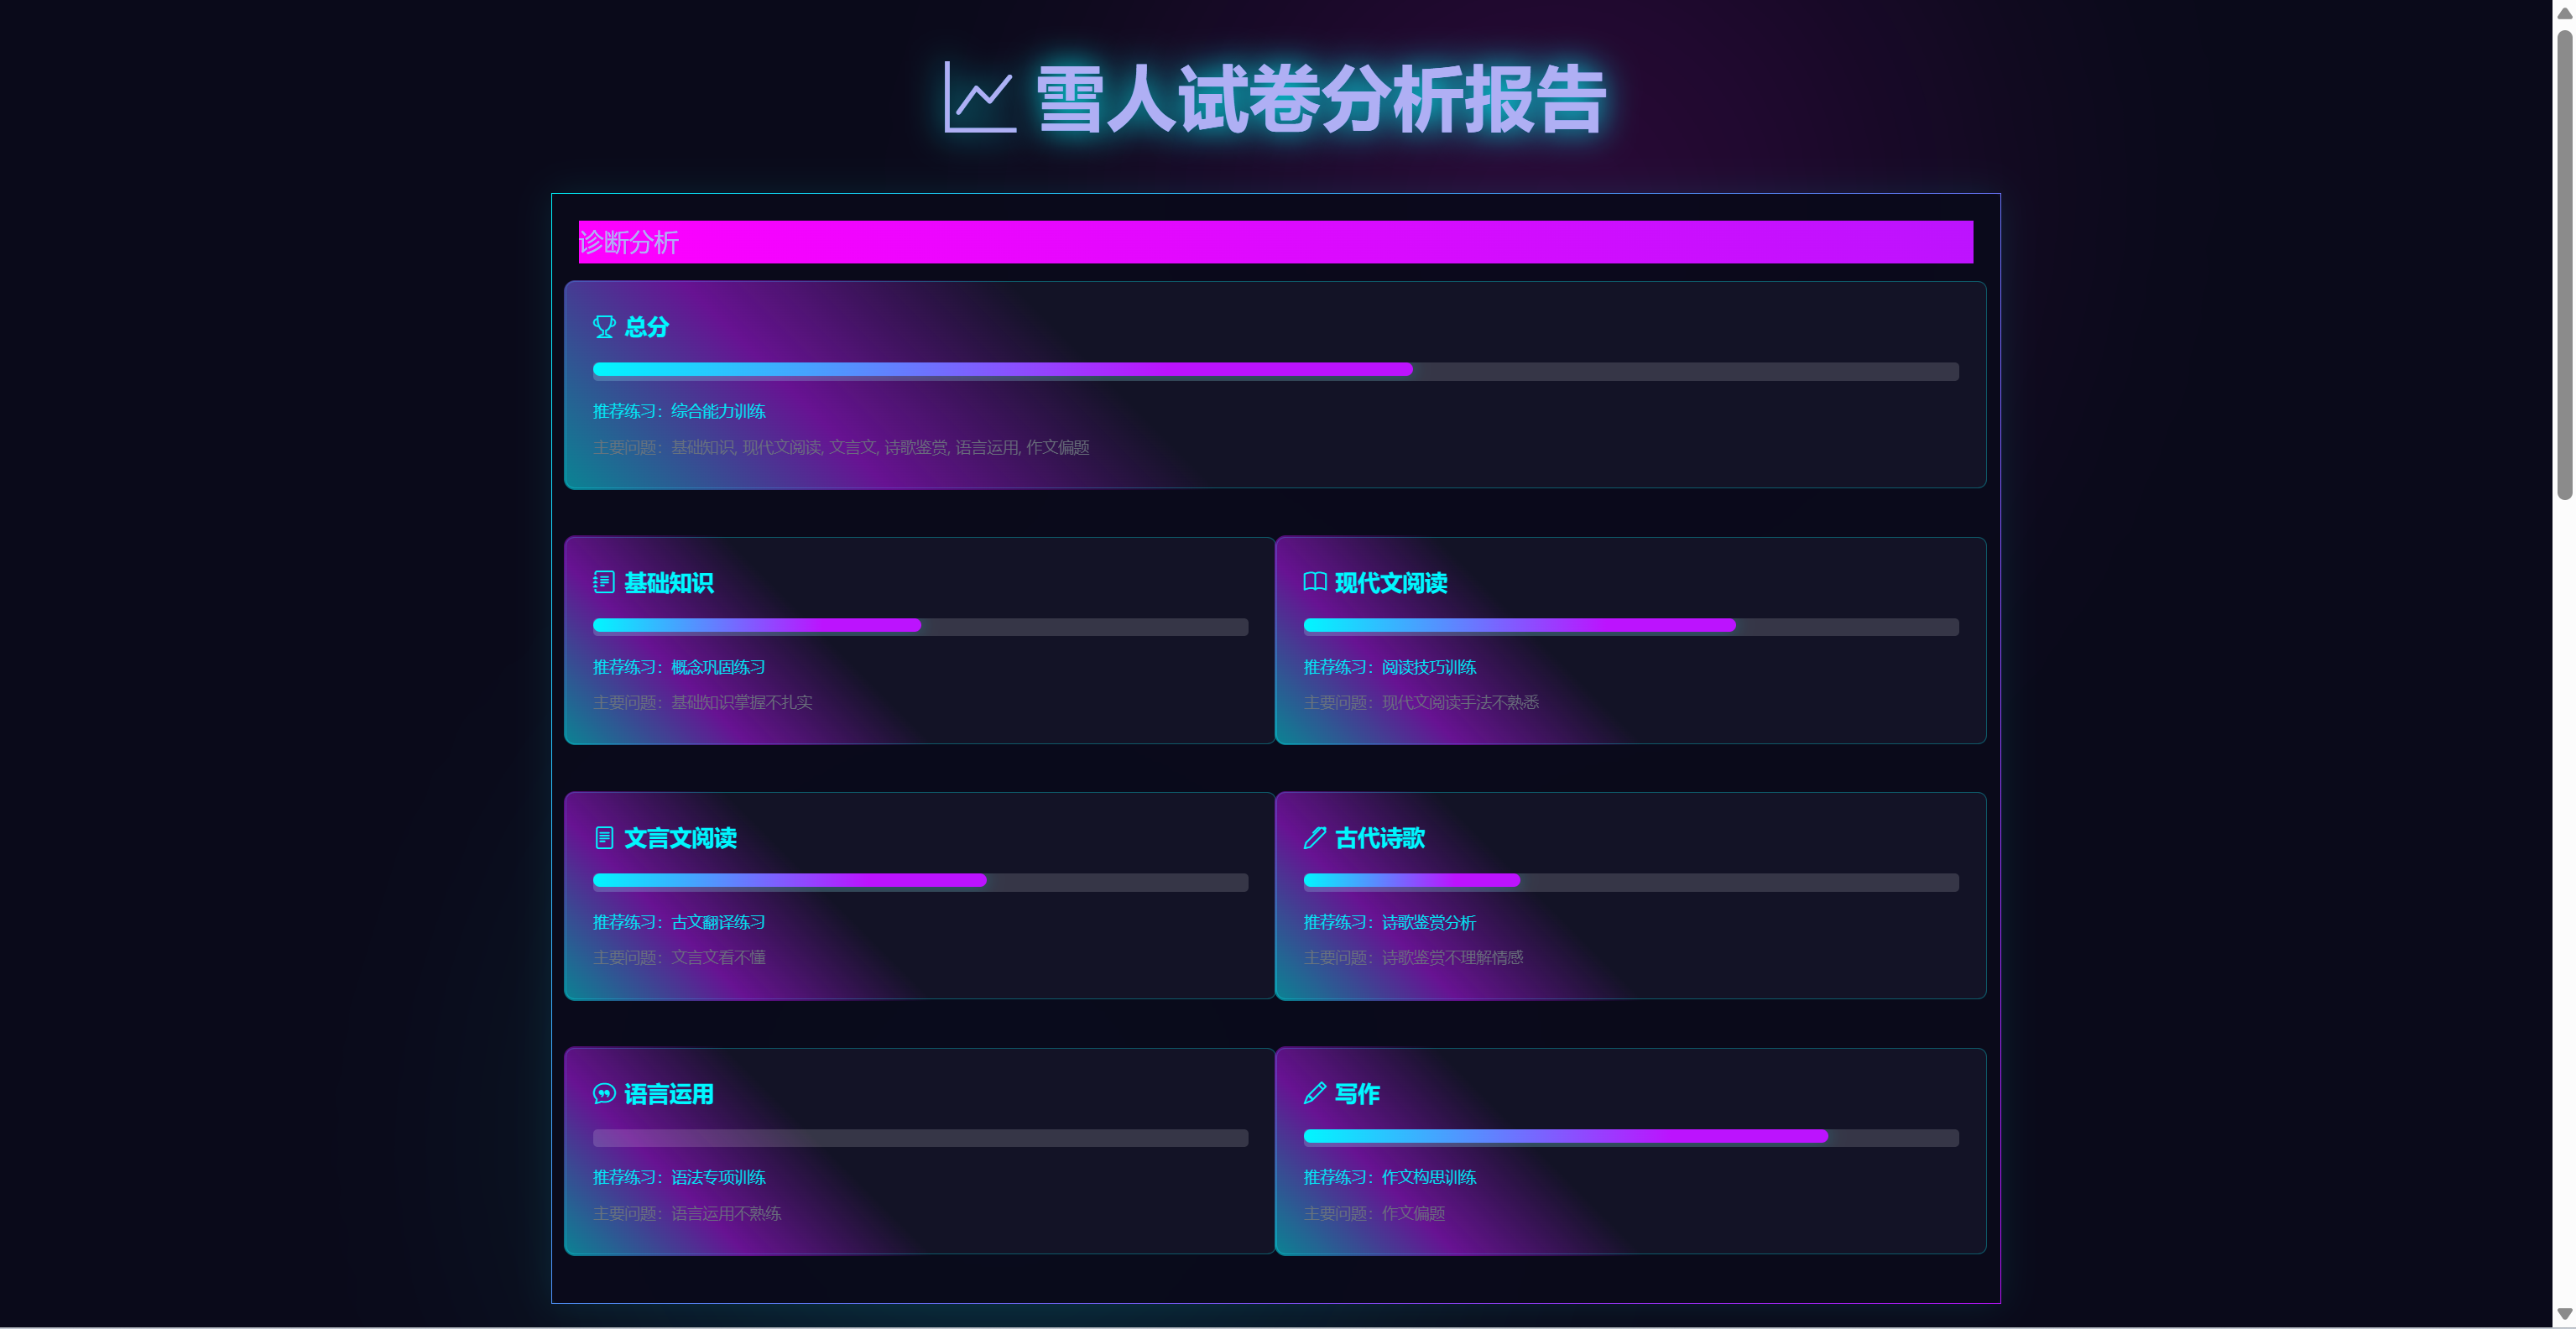 雪人试卷分析报告
诊断分析
总分
推荐练习：综合能力训练
主要问题：基础知识, 现代文阅读, 文言文, 诗歌鉴赏, 语言运用, 作文偏题
基础知识
推荐练习：概念巩固练习
主要问题：基础知识掌握不扎实
现代文阅读
推荐练习：阅读技巧训练
主要问题：现代文阅读手法不熟悉
文言文阅读
推荐练习：古文翻译练习
主要问题：文言文看不懂
古代诗歌
推荐练习：诗歌鉴赏分析
主要问题：诗歌鉴赏不理解情感
语言运用
推荐练习：语法专项训练
主要问题：语言运用不熟练
写作
推荐练习：作文构思训练
主要问题：作文偏题